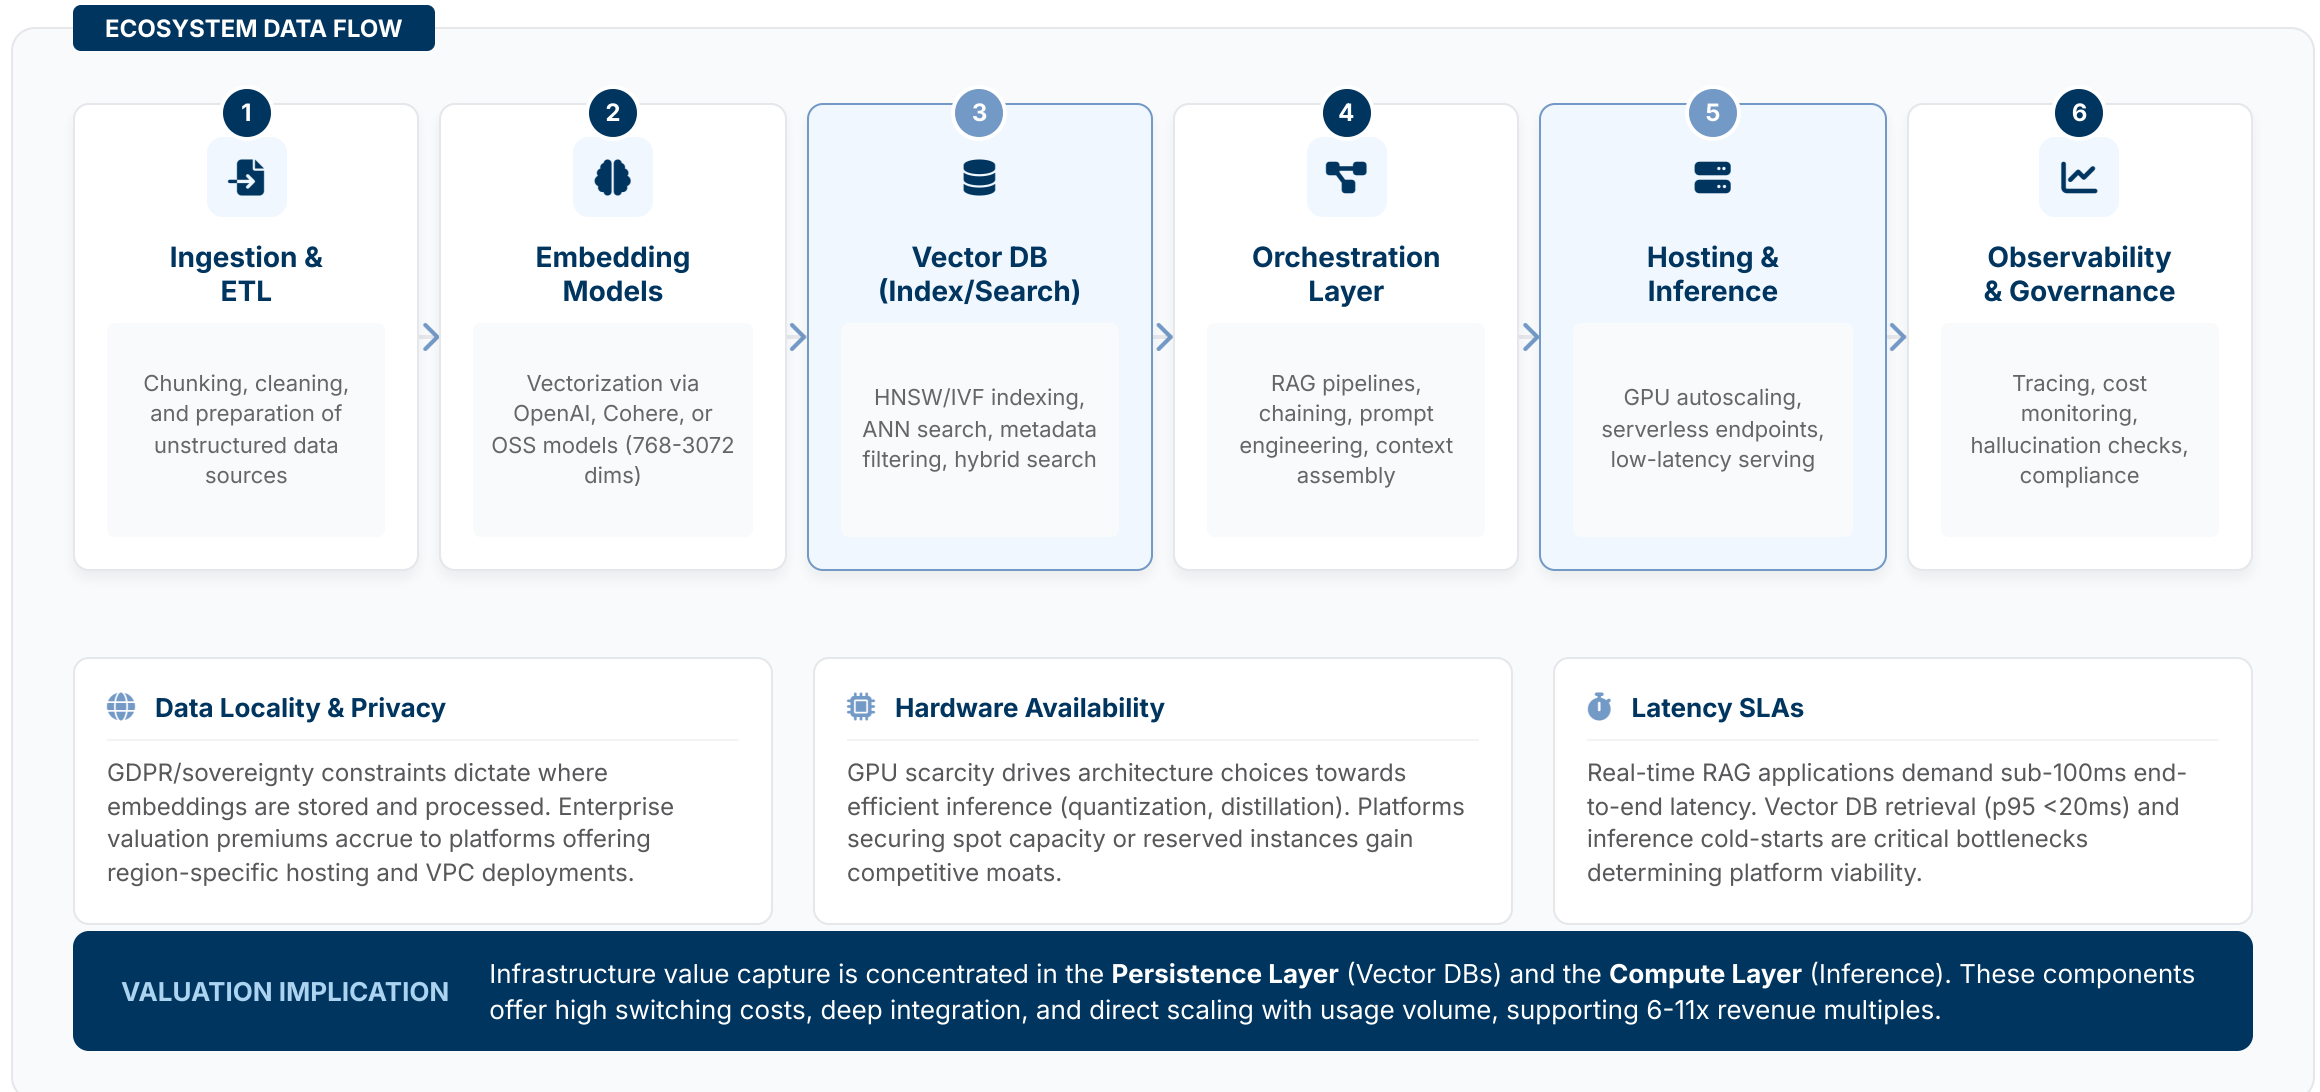 ECOSYSTEM DATA FLOW
1
Ingestion &
ETL
Chunking, cleaning,
and preparation of
unstructured data
sources
2
Embedding
Models
Vectorization via
OpenAI, Cohere, or
OSS models (768-3072
dims)
3
Vector DB
(Index/Search)
HNSW/IVF indexing,
ANN search, metadata
filtering, hybrid search
4
Orchestration
Layer
RAG pipelines,
chaining, prompt
engineering, context
assembly
5
Hosting &
Inference
GPU autoscaling,
serverless endpoints,
low-latency serving
6
Observability
& Governance
Tracing, cost
monitoring,
hallucination checks,
compliance
Data Locality & Privacy
GDPR/sovereignty constraints dictate where
embeddings are stored and processed. Enterprise
valuation premiums accrue to platforms offering
region-specific hosting and VPC deployments.
Hardware Availability
GPU scarcity drives architecture choices towards
efficient inference (quantization, distillation). Platforms
securing spot capacity or reserved instances gain
competitive moats.
Latency SLAs
Real-time RAG applications demand sub-100ms end-
to-end latency. Vector DB retrieval (p95 <20ms) and
inference cold-starts are critical bottlenecks
determining platform viability.
VALUATION IMPLICATION
Infrastructure value capture is concentrated in the Persistence Layer (Vector DBs) and the Compute Layer (Inference). These components
offer high switching costs, deep integration, and direct scaling with usage volume, supporting 6-11x revenue multiples.